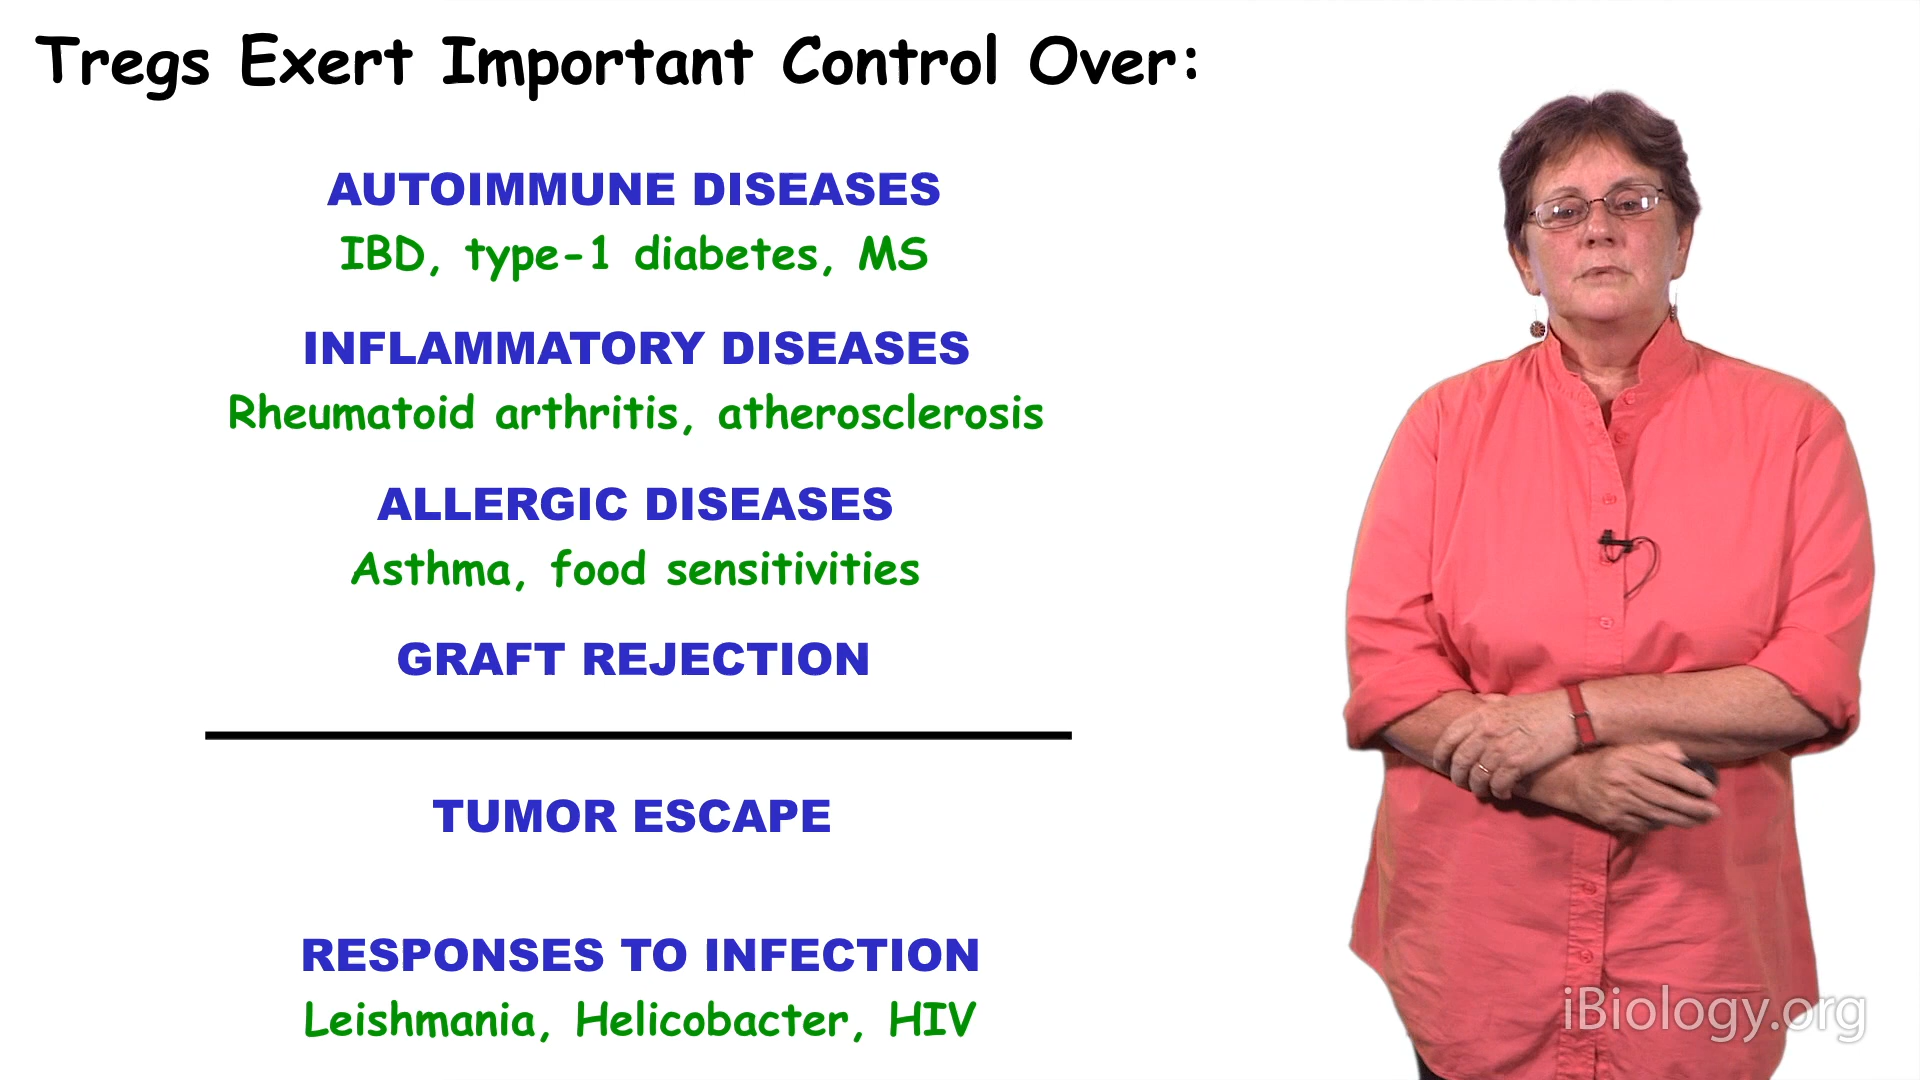 Tregs Exert Important Control Over:
AUTOIMMUNE DISEASES
IBD, type-1 diabetes, MS
INFLAMMATORY DISEASES
Rheumatoid arthritis, atherosclerosis
ALLERGIC DISEASES
Asthma, food sensitivities
GRAFT REJECTION
TUMOR ESCAPE
RESPONSES TO INFECTION
Leishmania, Helicobacter, HIV
iBiology.org